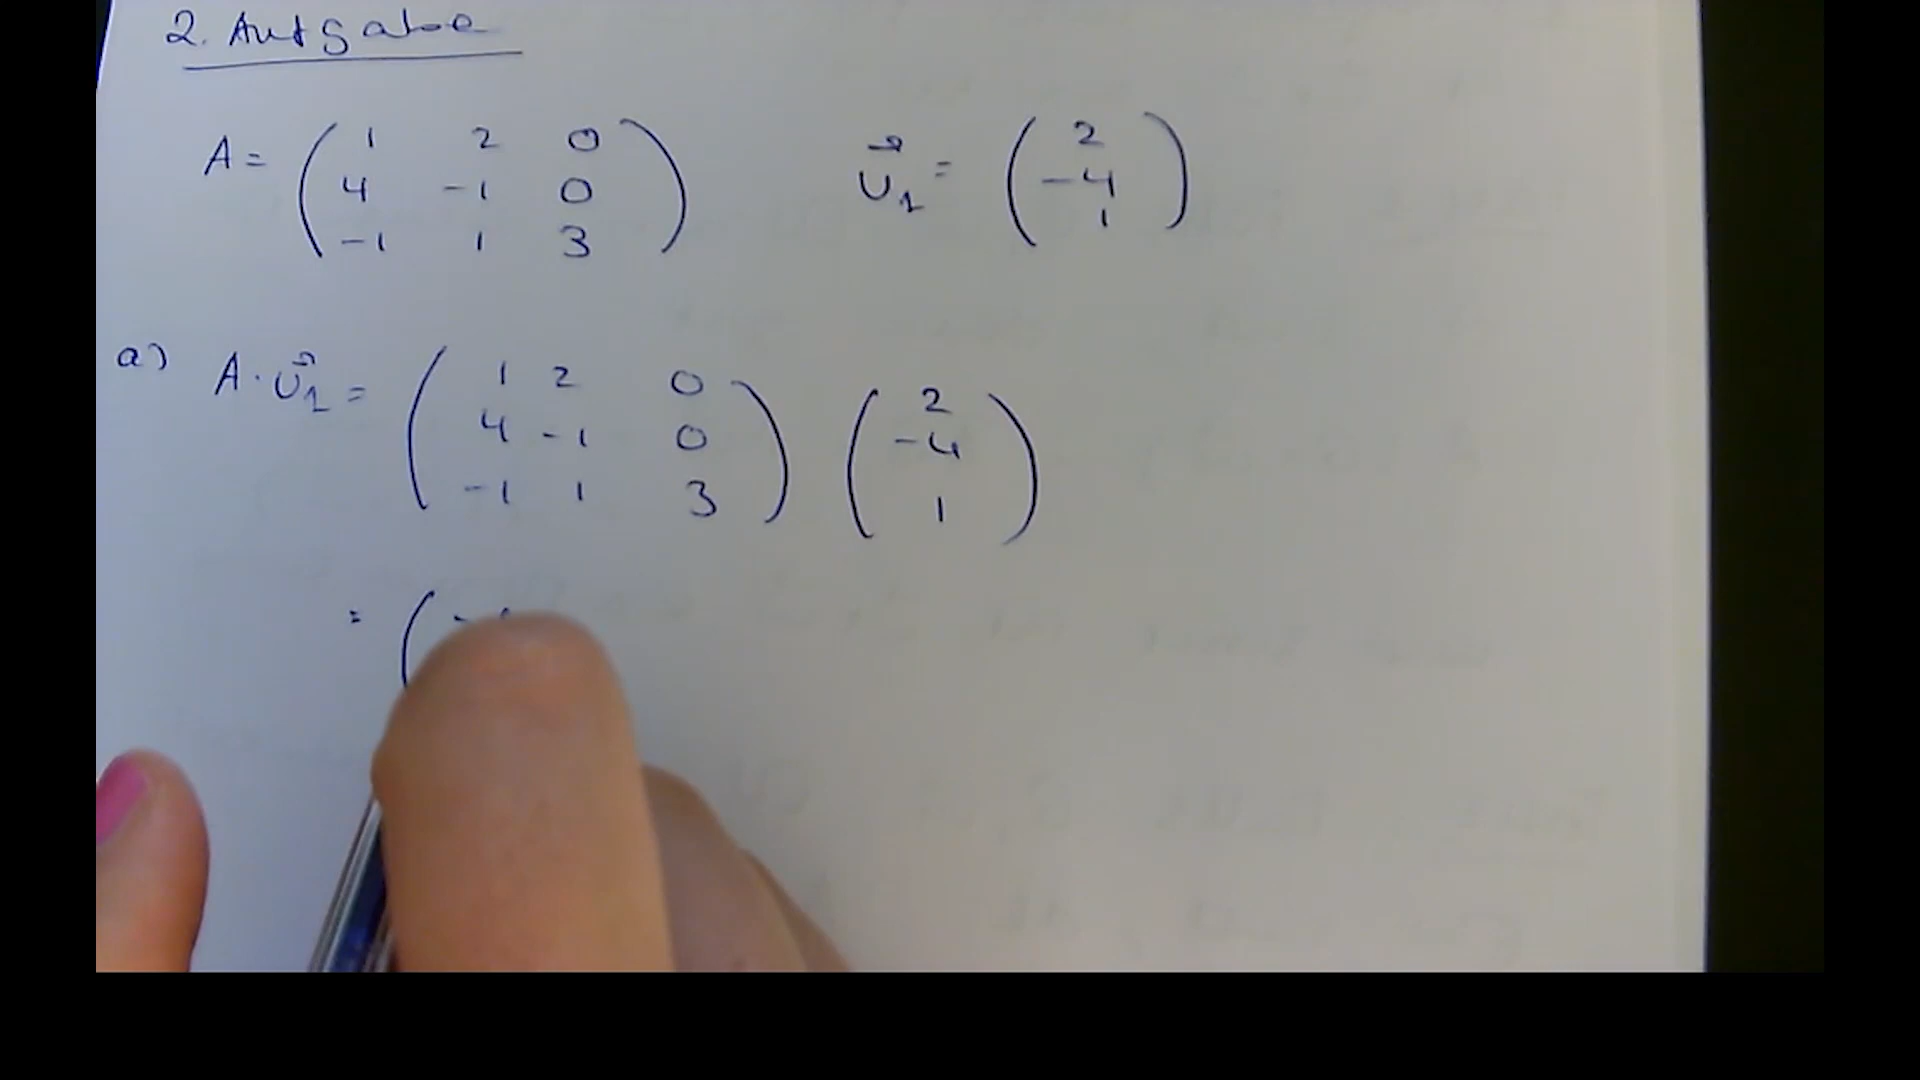 2. Aufgabe
A = ( 1 2 0 ) v⃗1 = ( 2 )
4 -1 0 -4
-1 1 3 1
a) A · v⃗1 = ( 1 2 0 ) ( 2 )
4 -1 0 -4
-1 1 3 1
= (